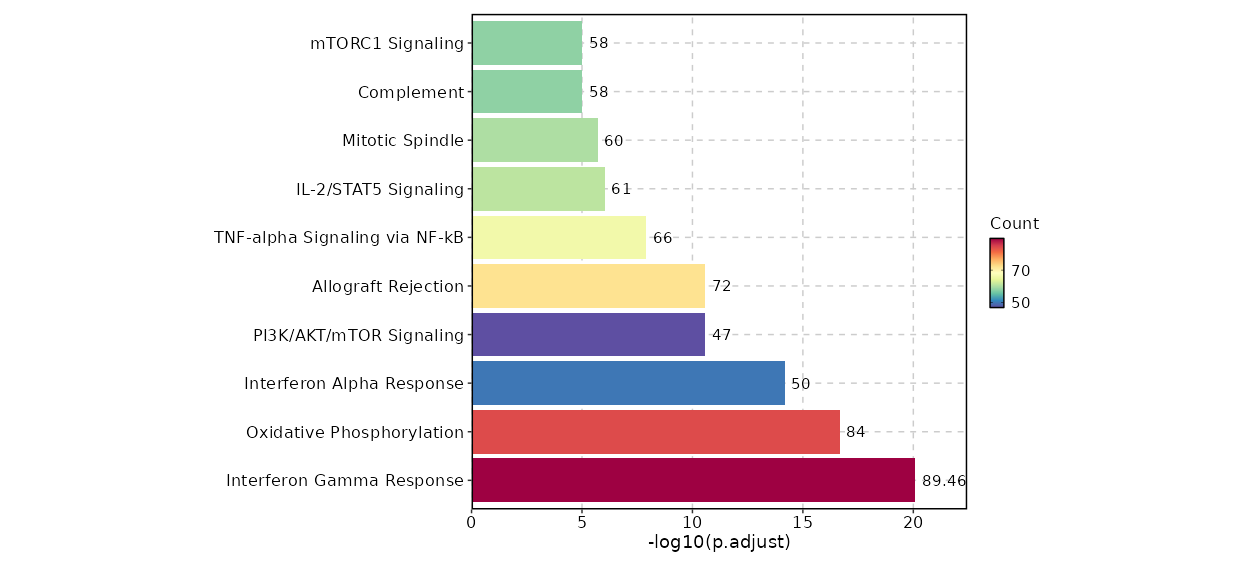 mTORC1 Signaling 58
Complement 58
Mitotic Spindle 60
IL-2/STAT5 Signaling 61
TNF-alpha Signaling via NF-kB 66
Allograft Rejection 72
PI3K/AKT/mTOR Signaling 47
Interferon Alpha Response 50
Oxidative Phosphorylation 84
Interferon Gamma Response 89.46
0 5 10 15 20
-log10(p.adjust)
Count
70
50